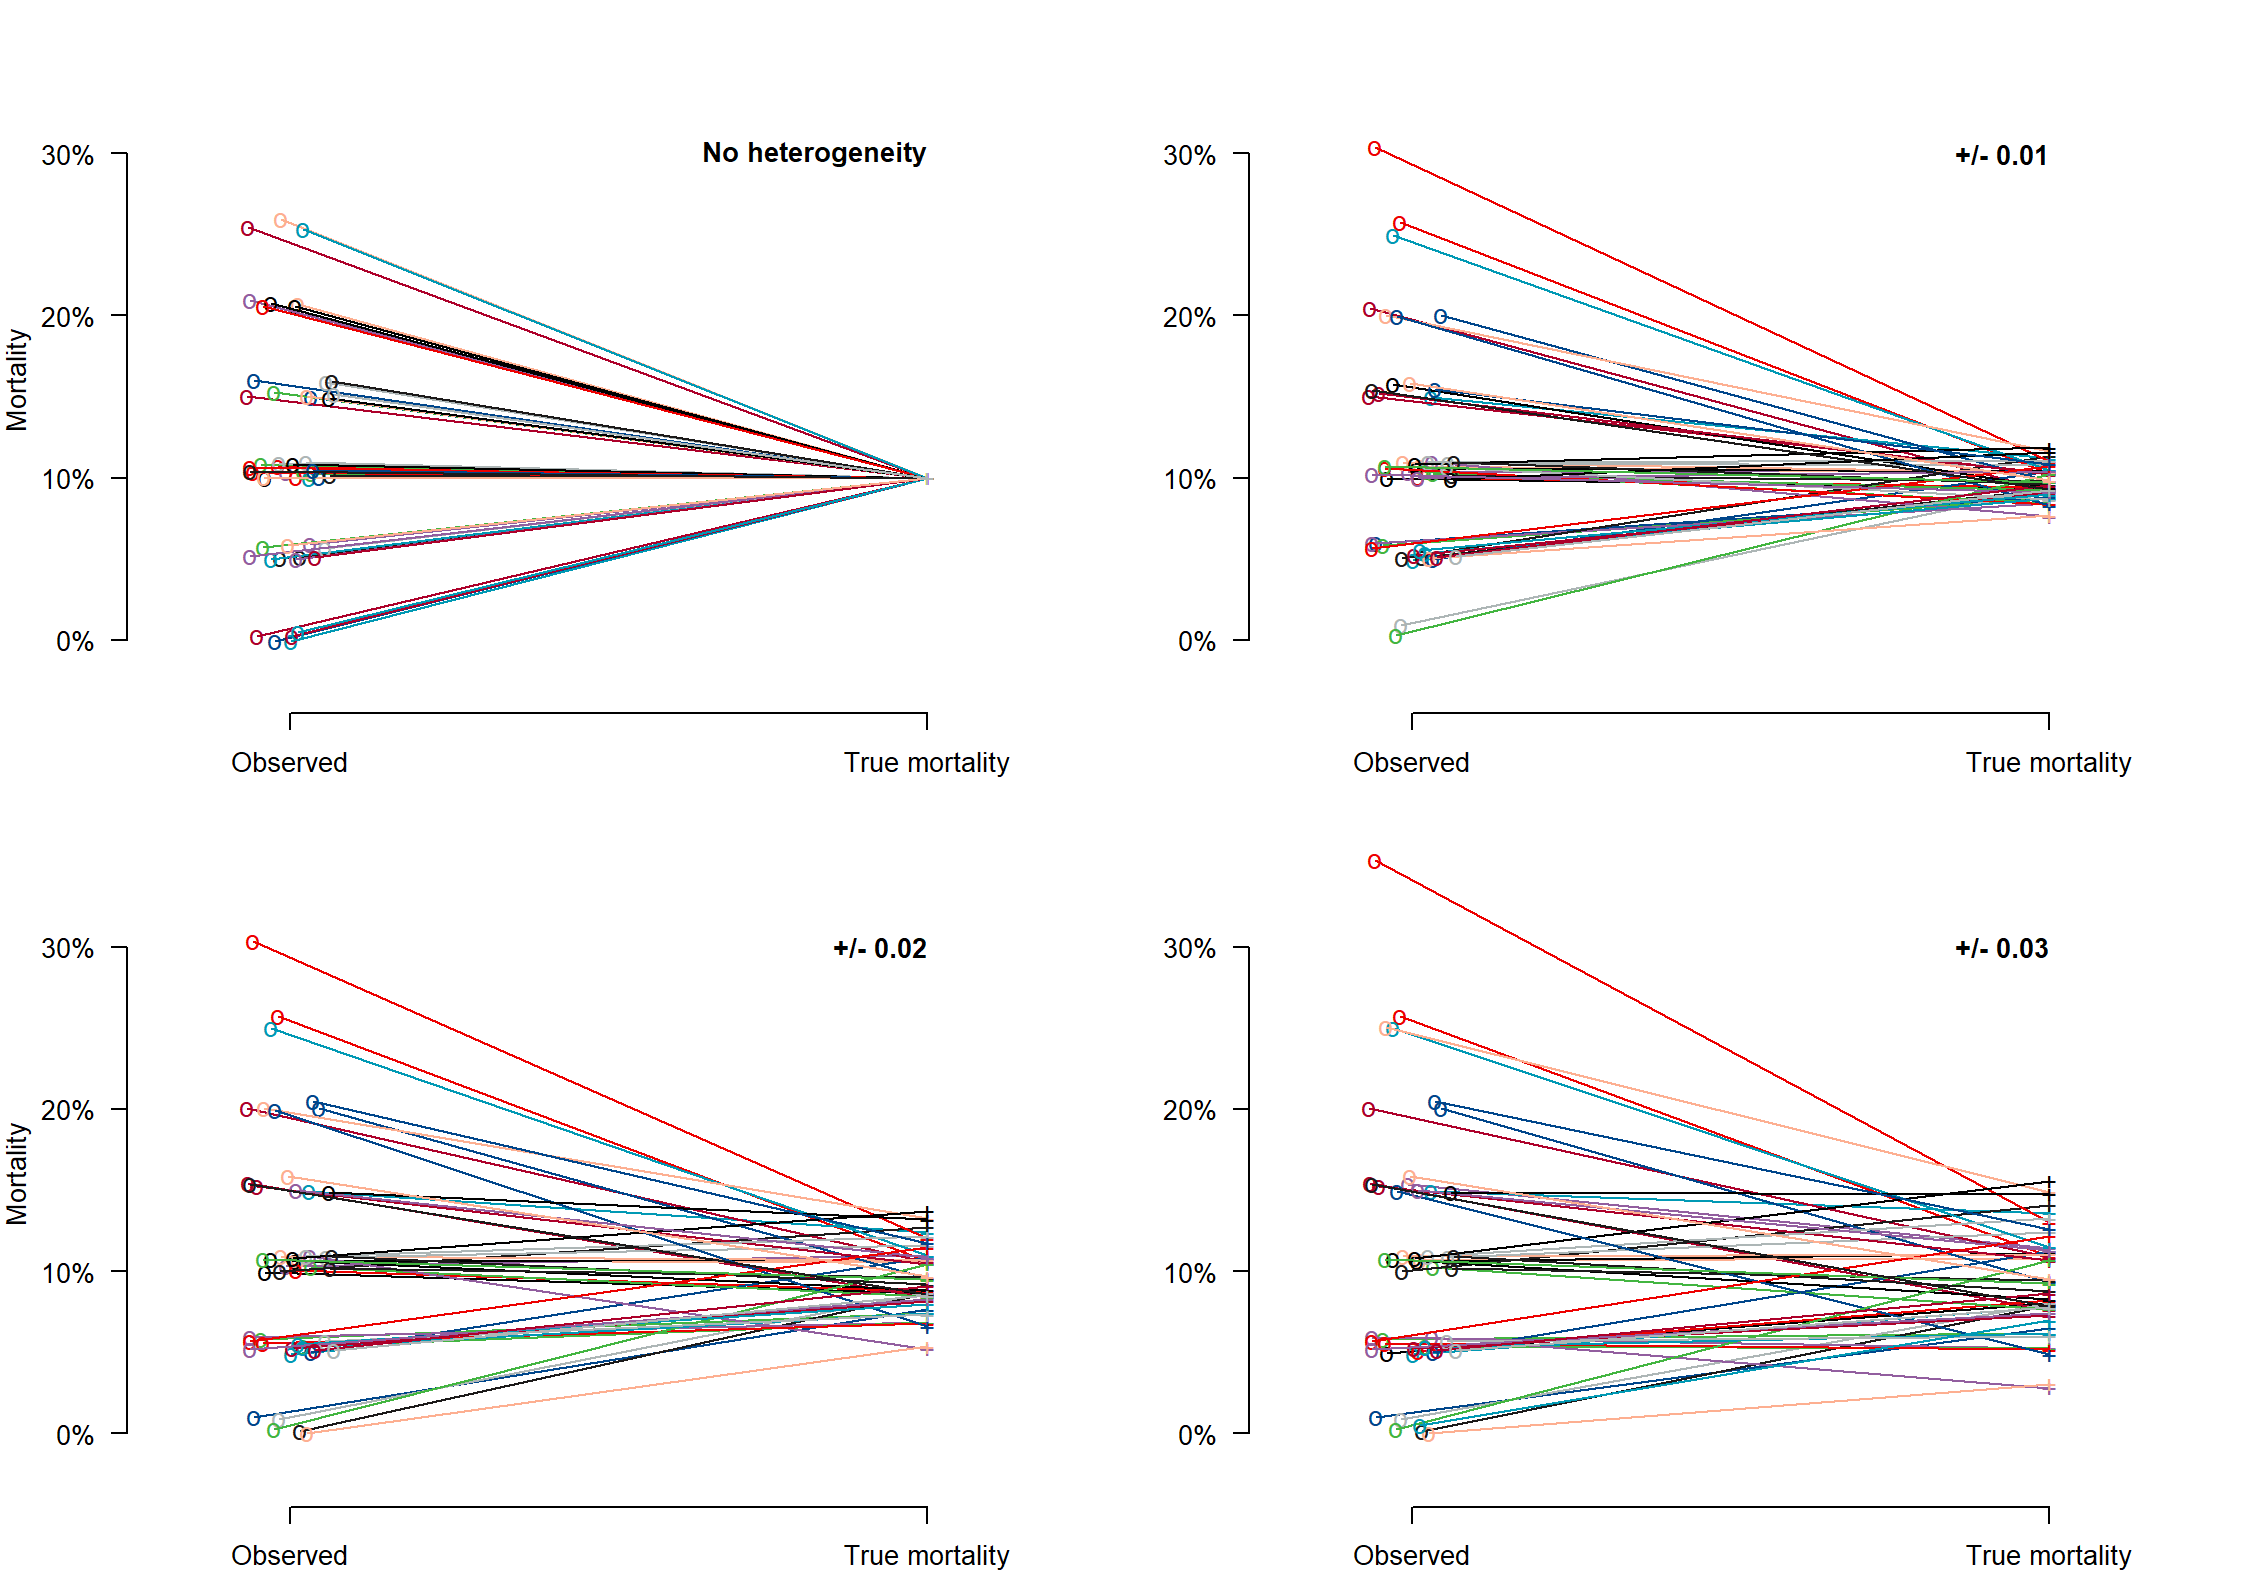 No heterogeneity
Mortality
30%
20%
10%
0%
Observed
True mortality
+/- 0.01
30%
20%
10%
0%
Observed
True mortality
+/- 0.02
Mortality
30%
20%
10%
0%
Observed
True mortality
+/- 0.03
30%
20%
10%
0%
Observed
True mortality